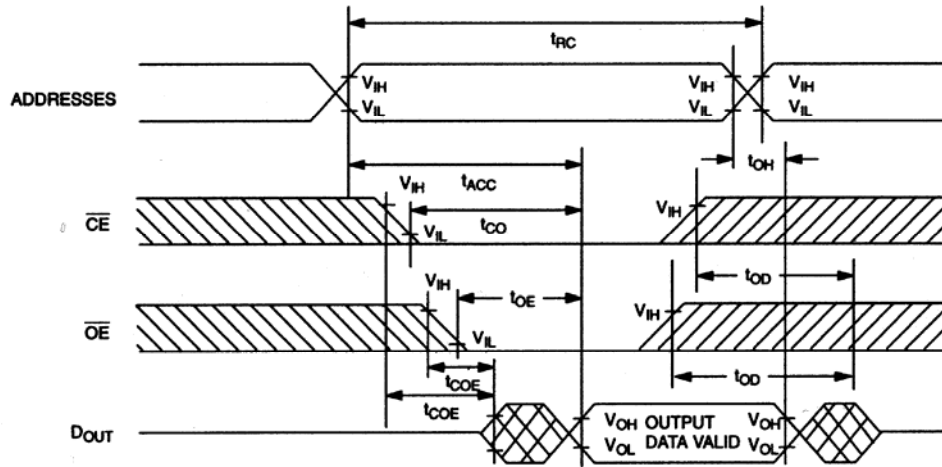 tRC
ADDRESSES
VIH
VIL
VIH
VIL
VIH
VIL
tOH
tACC
CE
VIH
VIL
tCO
VIH
tOD
OE
VIH
VIL
tOE
VIH
tOD
tCOE
tCOE
DOUT
VOH OUTPUT VOH
VOL DATA VALID VOL